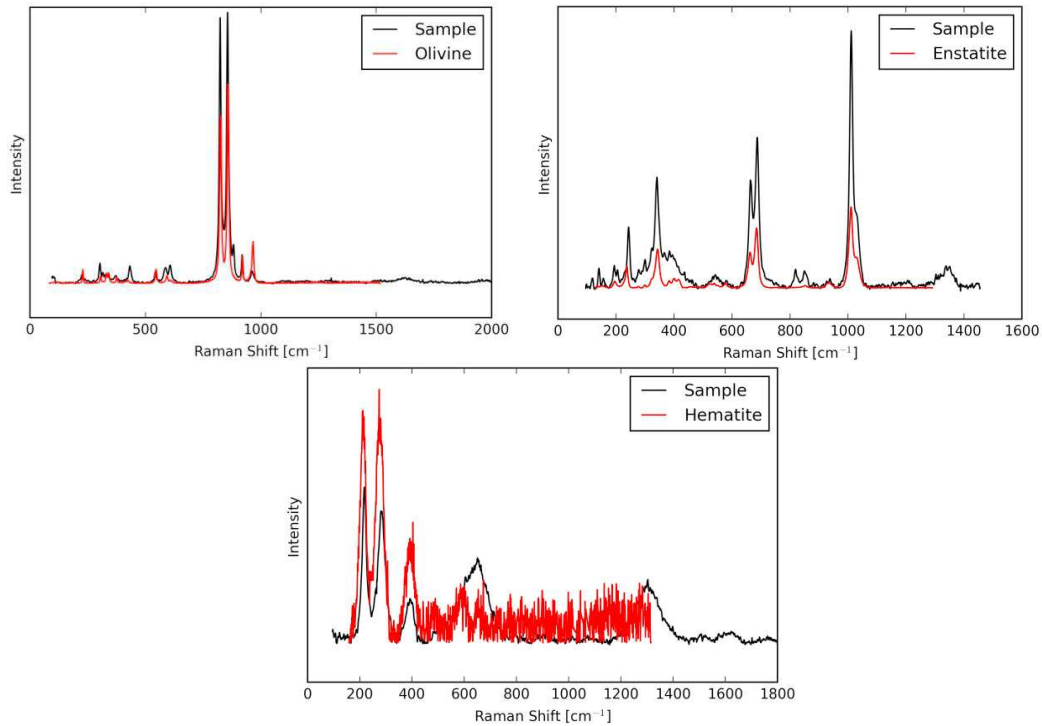 Sample
Olivine
Intensity
0 500 1000 1500 2000
Raman Shift [cm⁻¹]
Sample
Enstatite
Intensity
0 200 400 600 800 1000 1200 1400 1600
Raman Shift [cm⁻¹]
Sample
Hematite
Intensity
0 200 400 600 800 1000 1200 1400 1600 1800
Raman Shift [cm⁻¹]